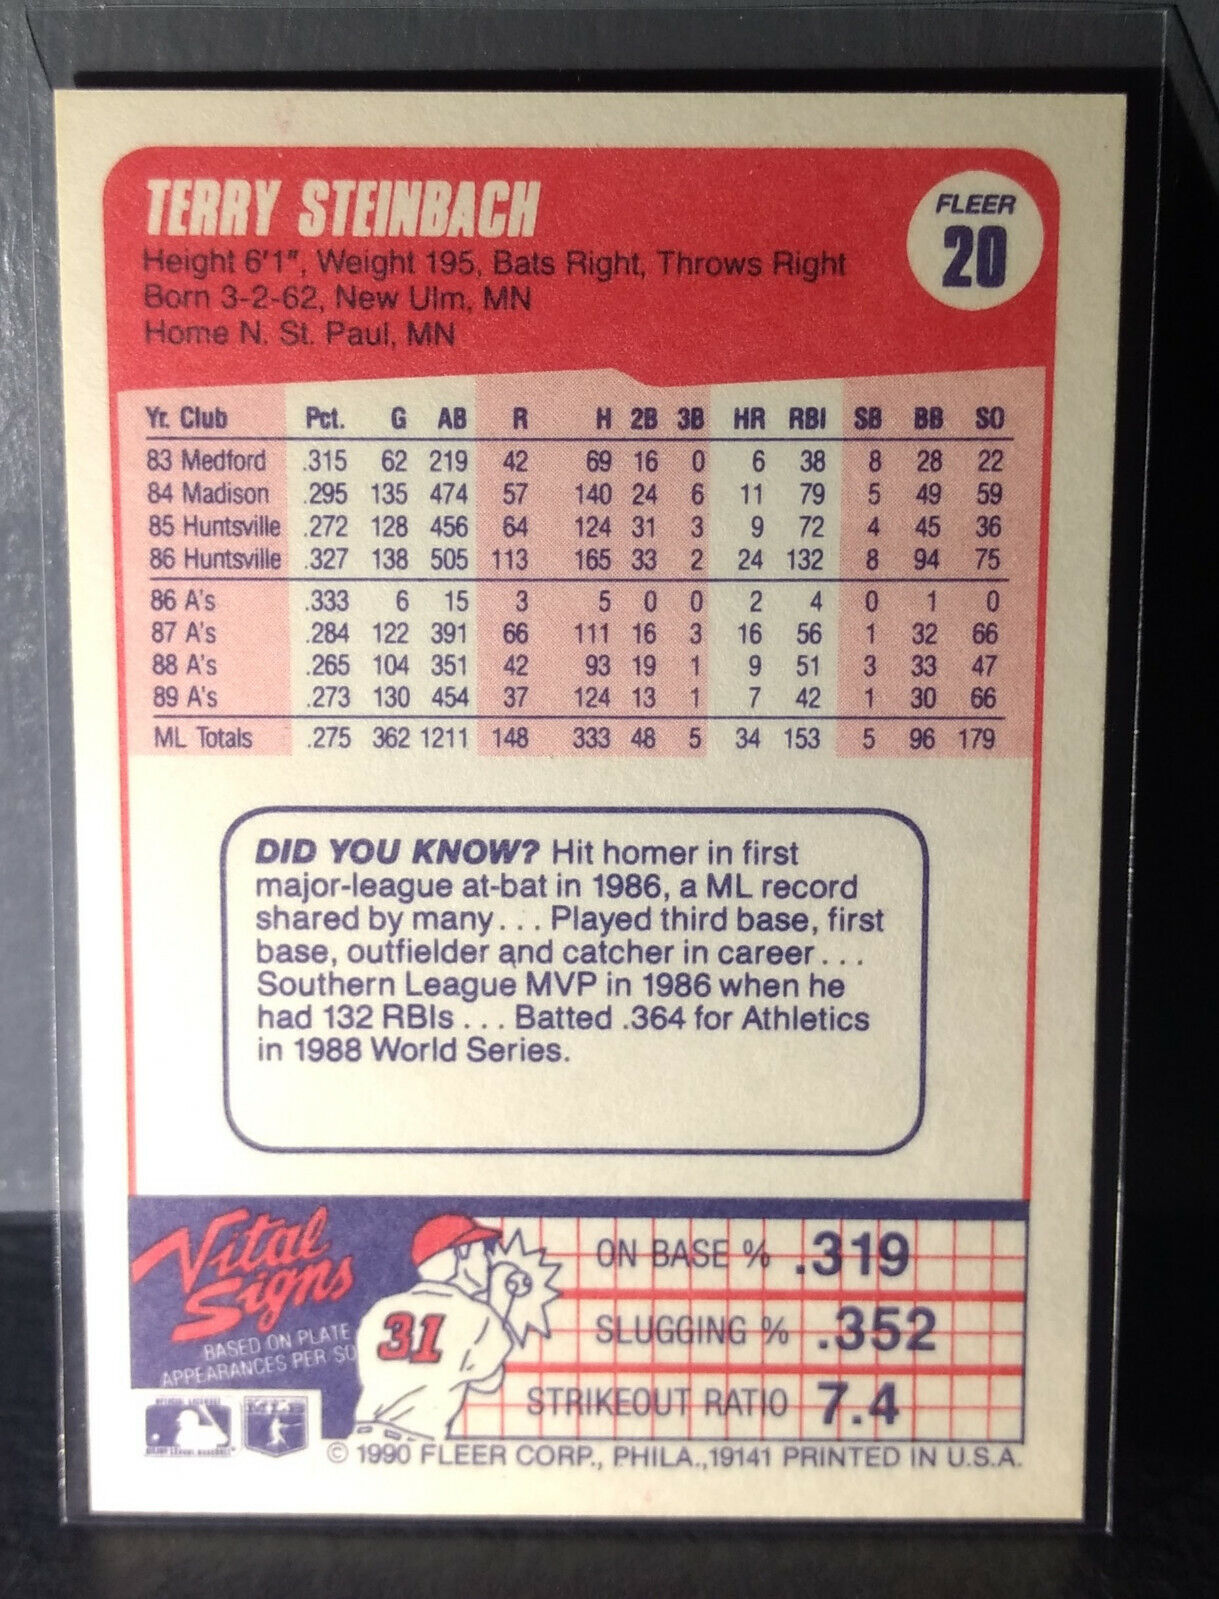 TERRY STEINBACH
FLEER
20
Height 6'1", Weight 195, Bats Right, Throws Right
Born 3-2-62, New Ulm, MN
Home N. St. Paul, MN
Yr. Club Pct. G AB R H 2B 3B HR RBI SB BB SO
83 Medford .315 62 219 42 69 16 0 6 38 8 28 22
84 Madison .295 135 474 57 140 24 6 11 79 5 49 59
85 Huntsville .272 128 456 64 124 31 3 9 72 4 45 36
86 Huntsville .327 138 505 113 165 33 2 24 132 8 94 75
86 A's .333 6 15 3 5 0 0 2 4 0 1 0
87 A's .284 122 391 66 111 16 3 16 56 1 32 66
88 A's .265 104 351 42 93 19 1 9 51 3 33 47
89 A's .273 130 454 37 124 13 1 7 42 1 30 66
ML Totals .275 362 1211 148 333 48 5 34 153 5 96 179
DID YOU KNOW? Hit homer in first
major-league at-bat in 1986, a ML record
shared by many... Played third base, first
base, outfielder and catcher in career...
Southern League MVP in 1986 when he
had 132 RBIs... Batted .364 for Athletics
in 1988 World Series.
Vital
Signs
BASED ON PLATE
APPEARANCES PER SO
31
ON BASE % .319
SLUGGING % .352
STRIKEOUT RATIO 7.4
© 1990 FLEER CORP., PHILA.,19141 PRINTED IN U.S.A.